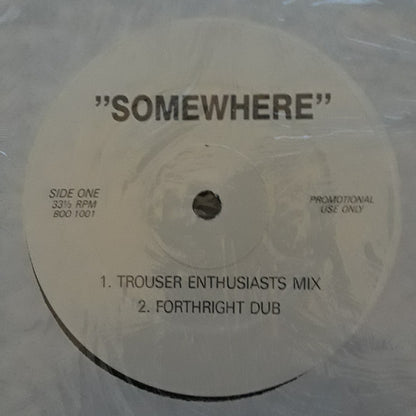 "SOMEWHERE"
SIDE ONE
33⅓ RPM
BOO 1001
PROMOTIONAL
USE ONLY
1. TROUSER ENTHUSIASTS MIX
2. FORTHRIGHT DUB